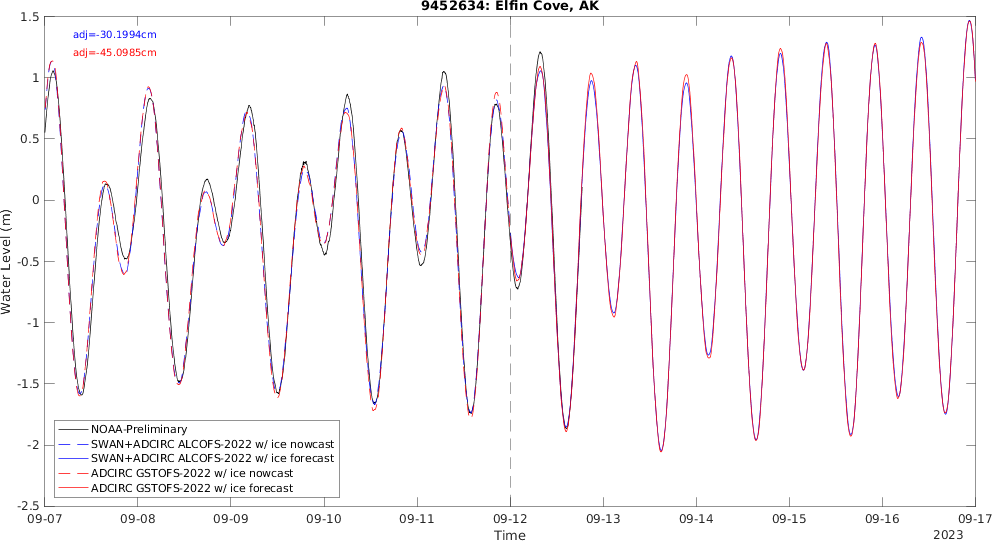 9452634: Elfin Cove, AK
adj=-30.1994cm
adj=-45.0985cm
1.5
1
0.5
0
-0.5
-1
-1.5
-2
-2.5
Water Level (m)
NOAA-Preliminary
SWAN+ADCIRC ALCOFS-2022 w/ ice nowcast
SWAN+ADCIRC ALCOFS-2022 w/ ice forecast
ADCIRC GSTOFS-2022 w/ ice nowcast
ADCIRC GSTOFS-2022 w/ ice forecast
09-07 09-08 09-09 09-10 09-11 09-12 09-13 09-14 09-15 09-16 09-17
Time
2023